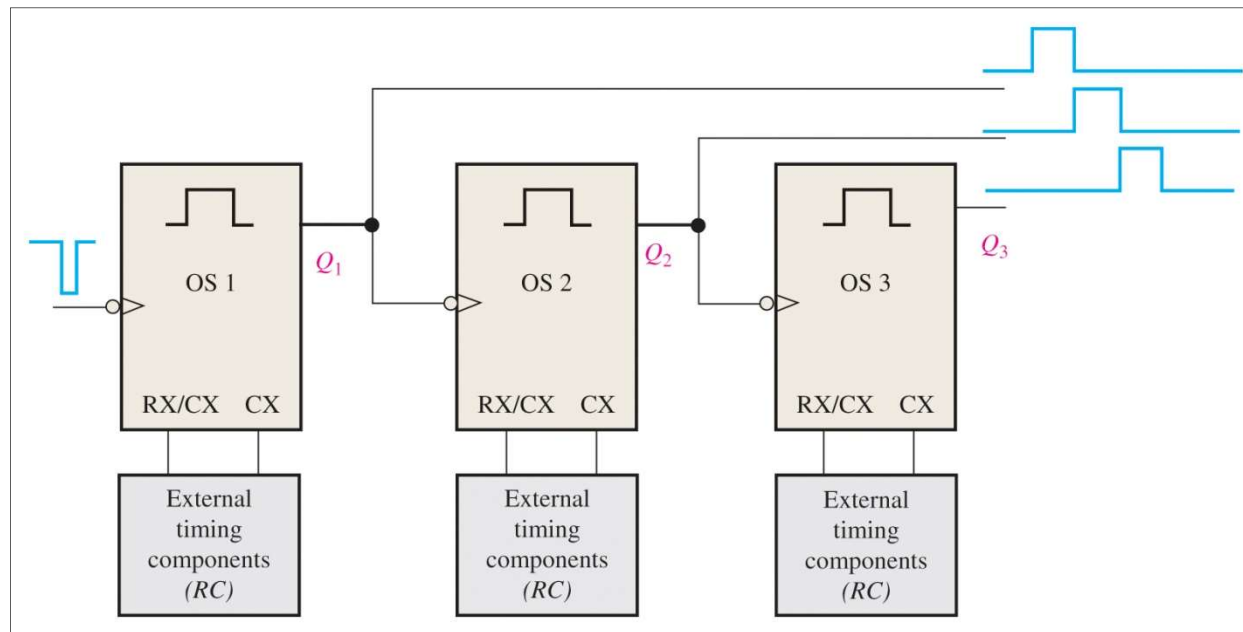 OS 1
Q1
OS 2
Q2
OS 3
Q3
RX/CX CX
RX/CX CX
RX/CX CX
External
timing
components
(RC)
External
timing
components
(RC)
External
timing
components
(RC)